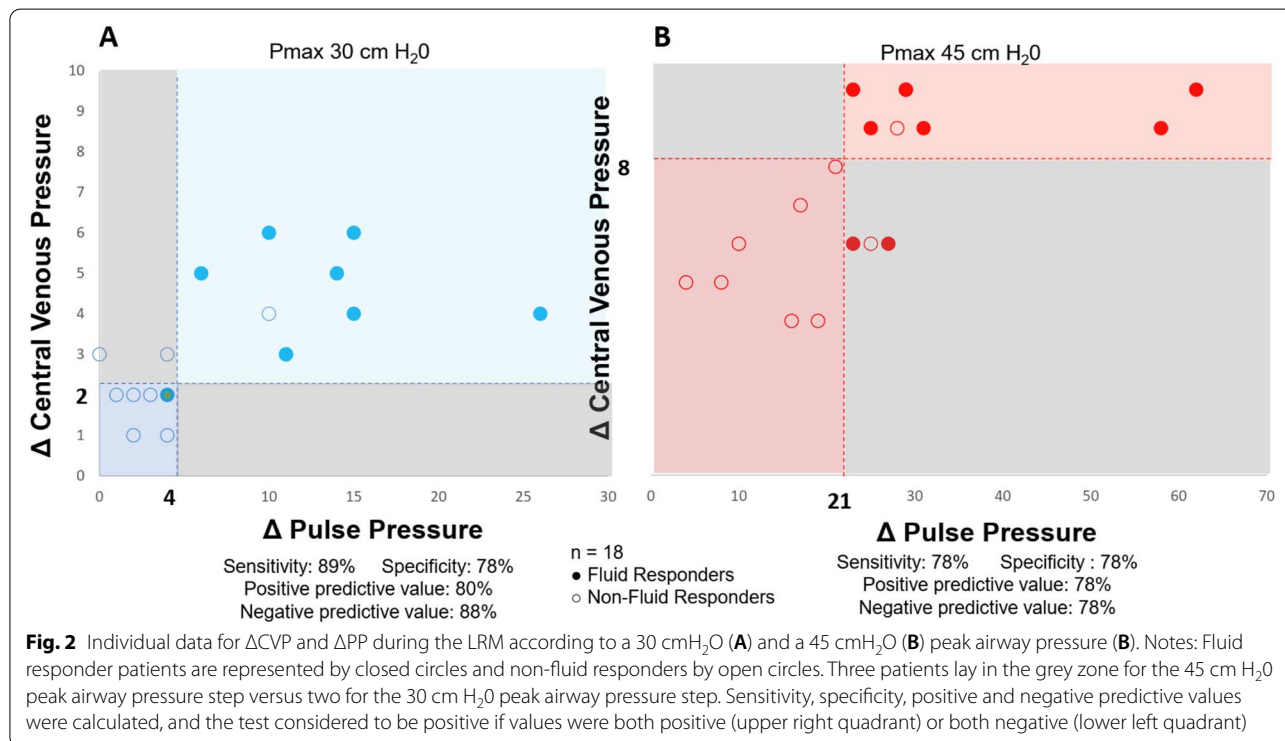 A
Pmax 30 cm H₂0
10
9
8
7
6
5
4
3
2
1
0
Δ Central Venous Pressure
0
4
10
15
20
25
30
Δ Pulse Pressure
Sensitivity: 89% Specificity: 78%
Positive predictive value: 80%
Negative predictive value: 88%
n = 18
● Fluid Responders
○ Non-Fluid Responders
B
Pmax 45 cm H₂0
Δ Central Venous Pressure
8
0
10
21
30
40
50
60
70
Δ Pulse Pressure
Sensitivity: 78% Specificity : 78%
Positive predictive value: 78%
Negative predictive value: 78%
Fig. 2 Individual data for ΔCVP and ΔPP during the LRM according to a 30 cmH₂O (A) and a 45 cmH₂O (B) peak airway pressure (B). Notes: Fluid
responder patients are represented by closed circles and non-fluid responders by open circles. Three patients lay in the grey zone for the 45 cm H₂0
peak airway pressure step versus two for the 30 cm H₂0 peak airway pressure step. Sensitivity, specificity, positive and negative predictive values
were calculated, and the test considered to be positive if values were both positive (upper right quadrant) or both negative (lower left quadrant)